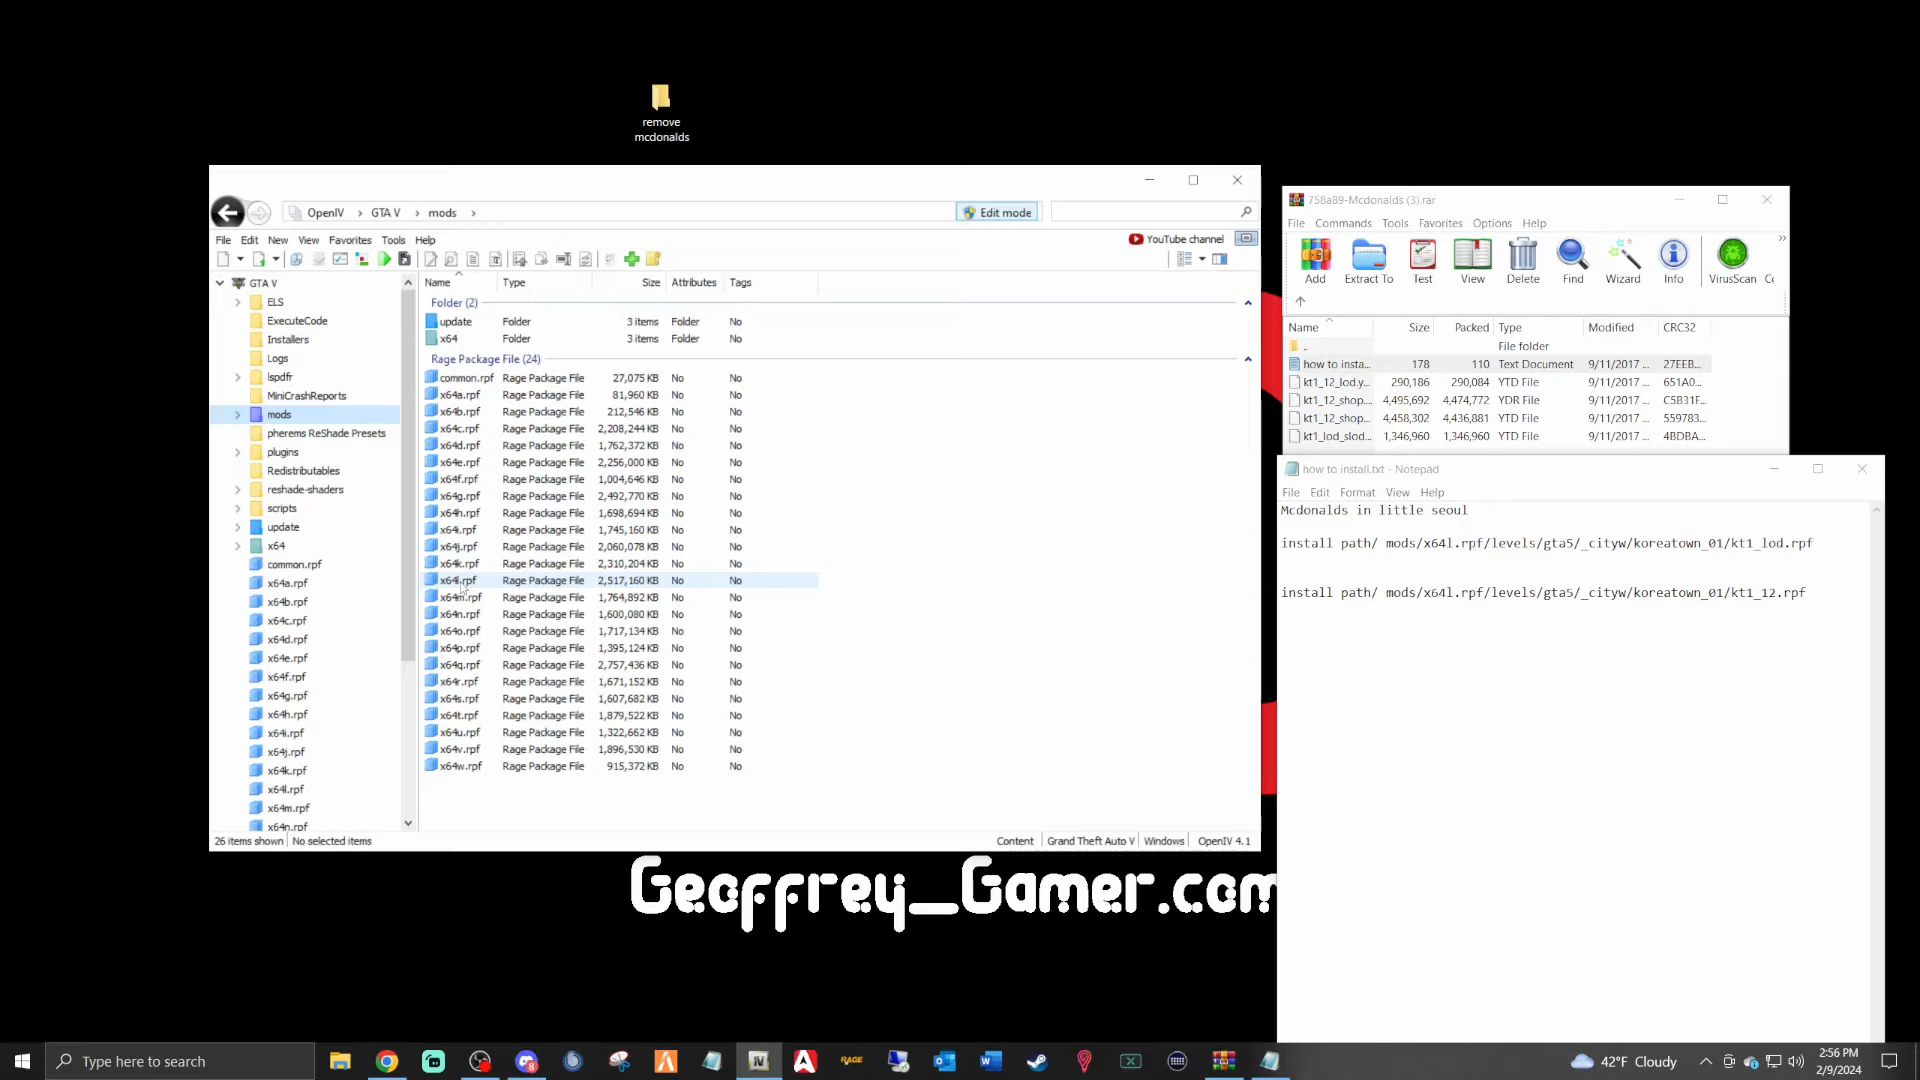 remove
mcdonalds
OpenIV
GTA V
mods
Edit mode
File Edit New View Favorites Tools Help
YouTube channel
Name Type Size Attributes Tags
Folder (2)
update Folder 3 items Folder No
x64 Folder 3 items Folder No
Rage Package File (24)
common.rpf Rage Package File 27,075 KB No No
x64a.rpf Rage Package File 81,960 KB No No
x64b.rpf Rage Package File 212,546 KB No No
x64c.rpf Rage Package File 2,208,244 KB No No
x64d.rpf Rage Package File 1,762,372 KB No No
x64e.rpf Rage Package File 2,256,000 KB No No
x64f.rpf Rage Package File 1,004,646 KB No No
x64g.rpf Rage Package File 2,492,770 KB No No
x64h.rpf Rage Package File 1,698,694 KB No No
x64i.rpf Rage Package File 1,745,160 KB No No
x64j.rpf Rage Package File 2,060,078 KB No No
x64k.rpf Rage Package File 2,310,204 KB No No
x64l.rpf Rage Package File 2,517,160 KB No No
x64m.rpf Rage Package File 1,764,892 KB No No
x64n.rpf Rage Package File 1,600,080 KB No No
x64o.rpf Rage Package File 1,717,134 KB No No
x64p.rpf Rage Package File 1,395,124 KB No No
x64q.rpf Rage Package File 2,757,436 KB No No
x64r.rpf Rage Package File 1,671,152 KB No No
x64s.rpf Rage Package File 1,607,682 KB No No
x64t.rpf Rage Package File 1,879,522 KB No No
x64u.rpf Rage Package File 1,322,662 KB No No
x64v.rpf Rage Package File 1,896,530 KB No No
x64w.rpf Rage Package File 915,372 KB No No
GTA V
ELS
ExecuteCode
Installers
Logs
lspdfr
MiniCrashReports
mods
pherems ReShade Presets
plugins
Redistributables
reshade-shaders
scripts
update
x64
common.rpf
x64a.rpf
x64b.rpf
x64c.rpf
x64d.rpf
x64e.rpf
x64f.rpf
x64g.rpf
x64h.rpf
x64i.rpf
x64j.rpf
x64k.rpf
x64l.rpf
x64m.rpf
x64n.rpf
26 items shown No selected items
Content Grand Theft Auto V Windows OpenIV 4.1
758a89-Mcdonalds (3).rar
File Commands Tools Favorites Options Help
Add Extract To Test View Delete Find Wizard Info VirusScan
Name Size Packed Type Modified CRC32
.. File folder
how to insta... 178 110 Text Document 9/11/2017 ... 27EEB...
kt1_12_lod.y... 290,186 290,084 YTD File 9/11/2017 ... 651A0...
kt1_12_shop... 4,495,692 4,474,772 YDR File 9/11/2017 ... C5B31F...
kt1_12_shop... 4,458,302 4,436,881 YTD File 9/11/2017 ... 559783...
kt1_lod_slod... 1,346,960 1,346,960 YTD File 9/11/2017 ... 4BDBA...
how to install.txt - Notepad
File Edit Format View Help
Mcdonalds in little seoul
install path/ mods/x64l.rpf/levels/gta5/_cityw/koreatown_01/kt1_lod.rpf
install path/ mods/x64l.rpf/levels/gta5/_cityw/koreatown_01/kt1_12.rpf
Geoffrey_Gamer.com
Type here to search
RAGE
42°F Cloudy
2:56 PM
2/9/2024